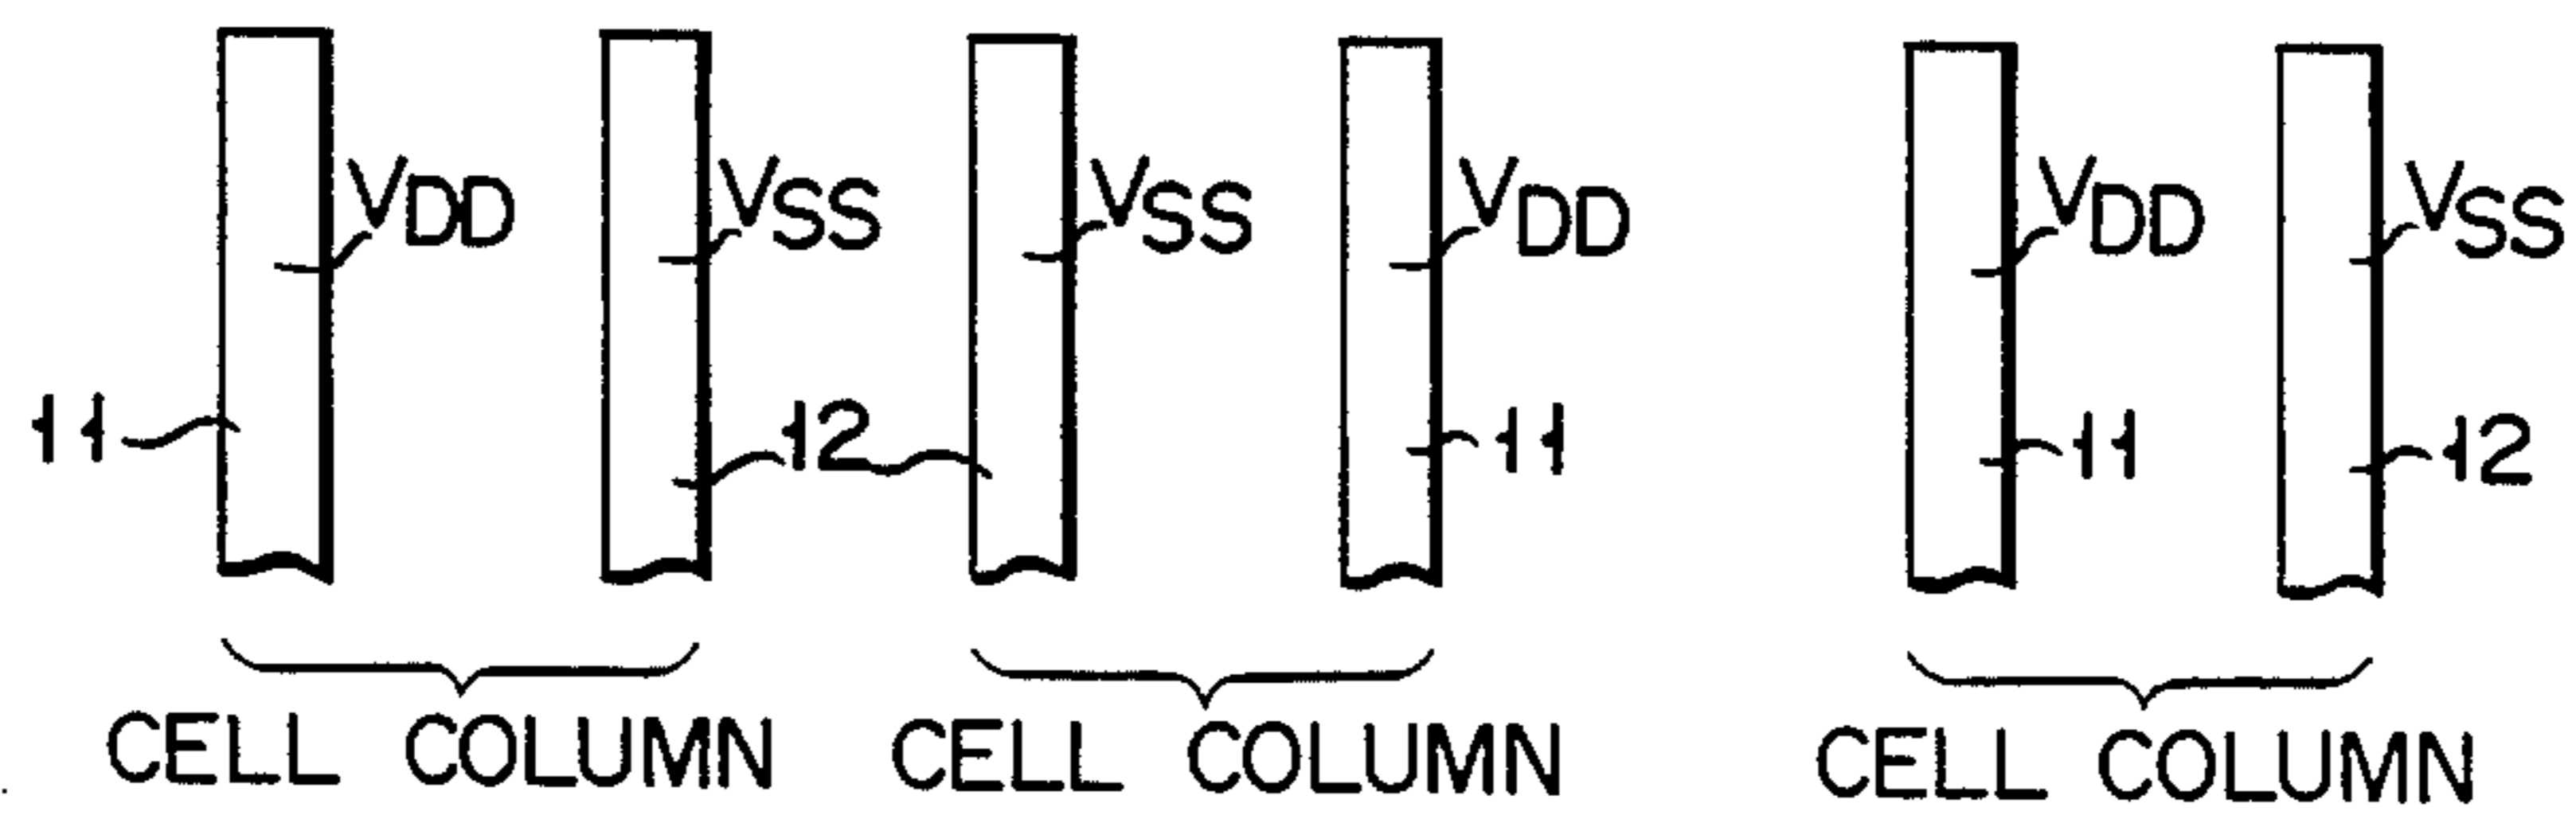 VDD VSS VSS VDD VDD VSS
11 12 11 11 12
CELL COLUMN CELL COLUMN CELL COLUMN